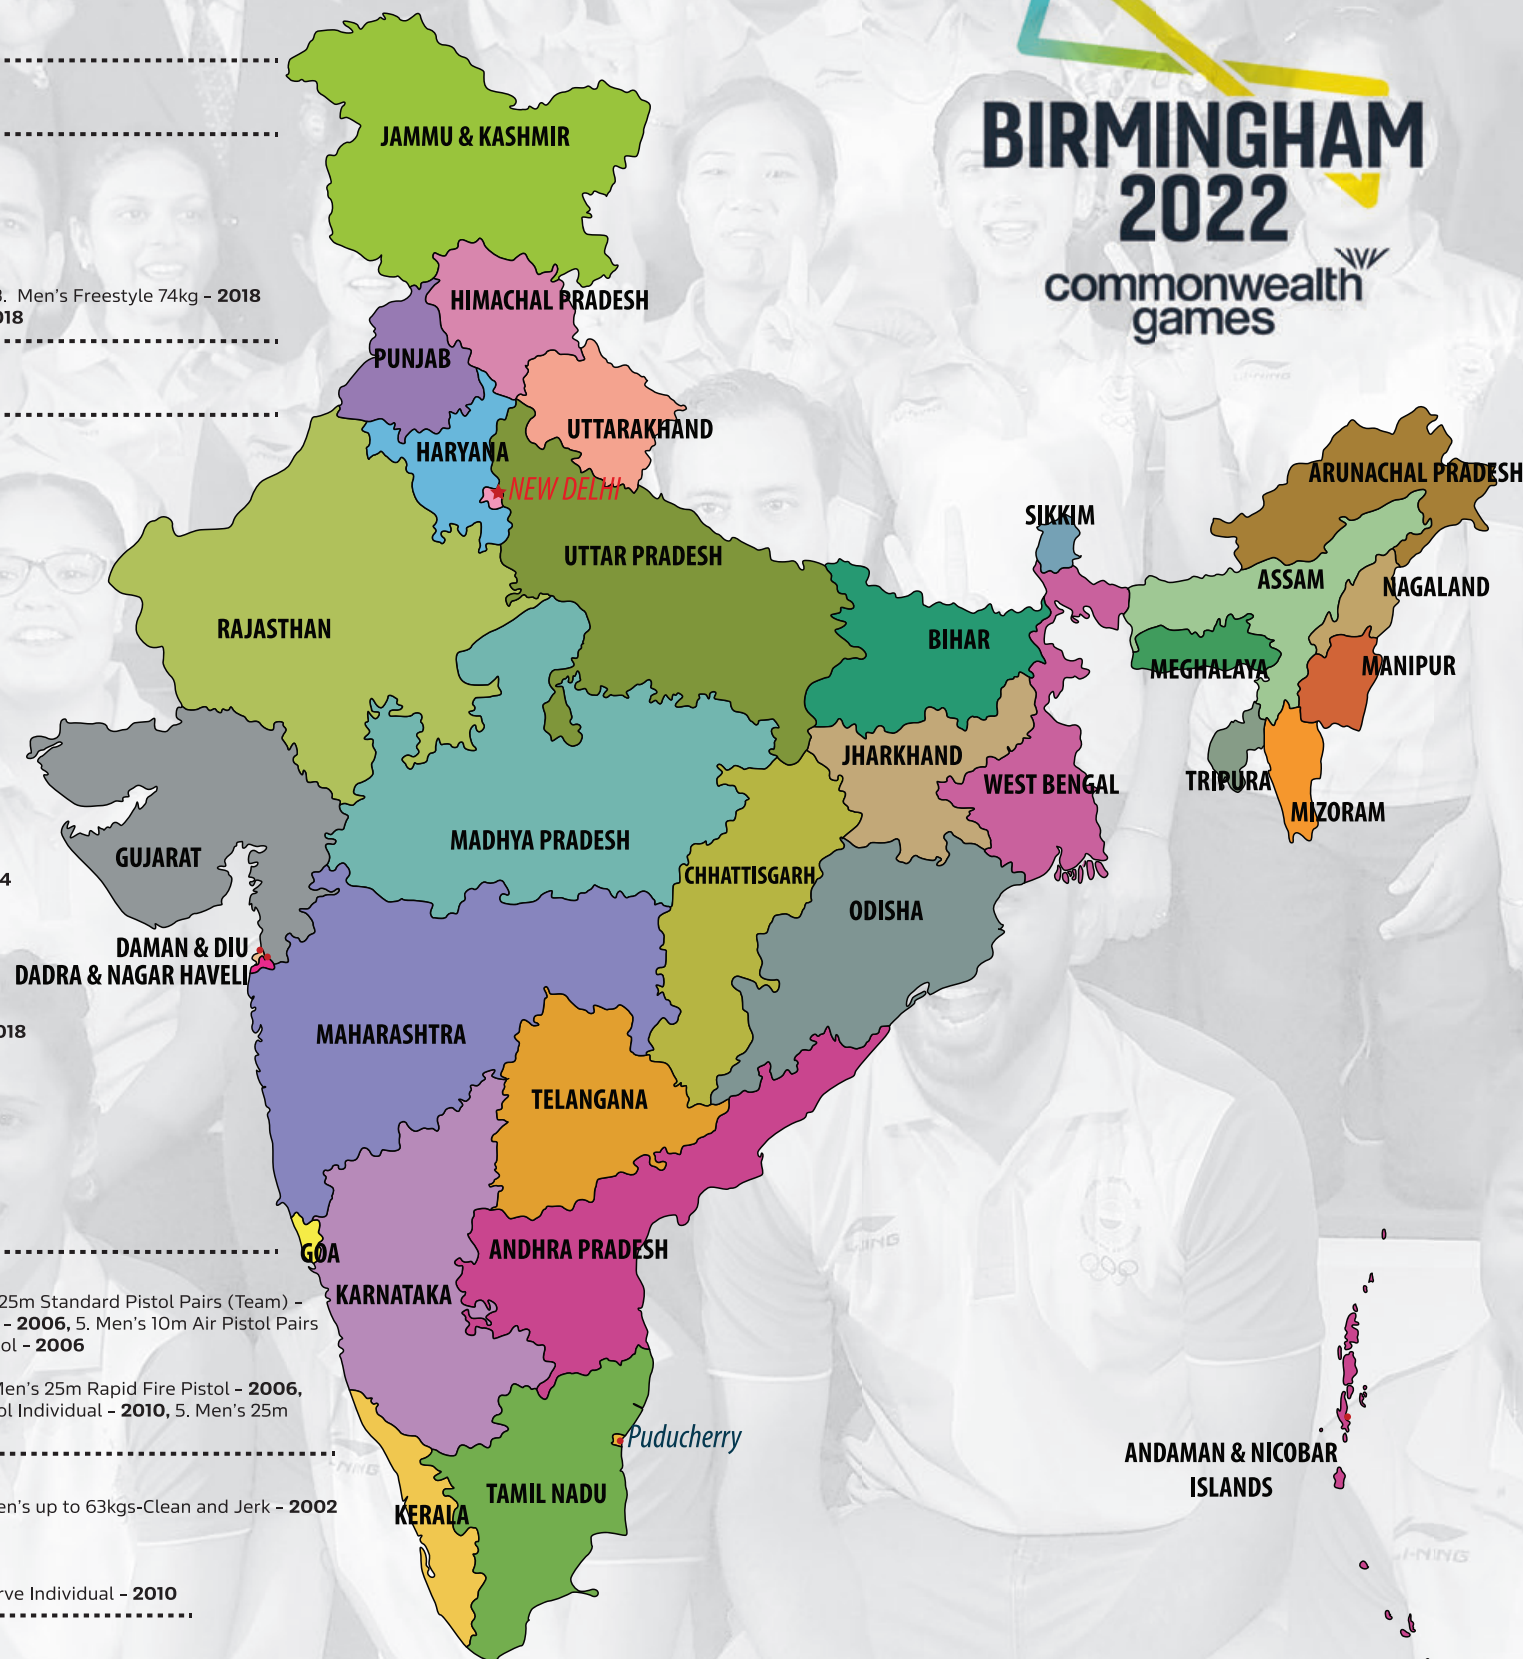 BIRMINGHAM
2022
commonwealth
games
JAMMU & KASHMIR
HIMACHAL PRADESH
PUNJAB
UTTARAKHAND
HARYANA
NEW DELHI
ARUNACHAL PRADESH
SIKKIM
UTTAR PRADESH
ASSAM
NAGALAND
RAJASTHAN
BIHAR
MEGHALAYA
MANIPUR
JHARKHAND
WEST BENGAL
TRIPURA
MIZORAM
MADHYA PRADESH
GUJARAT
CHHATTISGARH
ODISHA
DAMAN & DIU
DADRA & NAGAR HAVELI
MAHARASHTRA
TELANGANA
GOA
ANDHRA PRADESH
KARNATAKA
Puducherry
ANDAMAN & NICOBAR
ISLANDS
TAMIL NADU
KERALA
. Men's Freestyle 74kg - 2018
018
4
018
25m Standard Pistol Pairs (Team) -
- 2006, 5. Men's 10m Air Pistol Pairs
ol - 2006
Men's 25m Rapid Fire Pistol - 2006,
ol Individual - 2010, 5. Men's 25m
en's up to 63kgs-Clean and Jerk - 2002
rve Individual - 2010
LI-NING